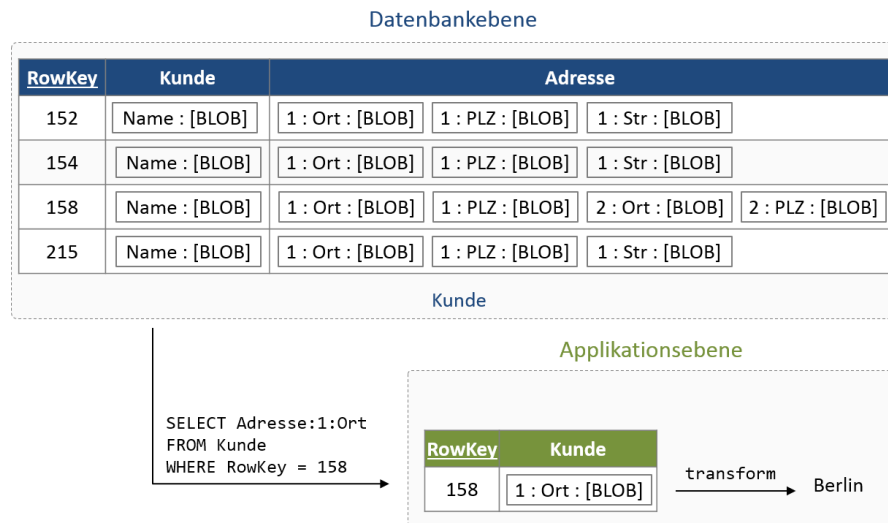 Datenbankebene
RowKey Kunde Adresse
152 Name : [BLOB] 1 : Ort : [BLOB] 1 : PLZ : [BLOB] 1 : Str : [BLOB]
154 Name : [BLOB] 1 : Ort : [BLOB] 1 : PLZ : [BLOB] 1 : Str : [BLOB]
158 Name : [BLOB] 1 : Ort : [BLOB] 1 : PLZ : [BLOB] 2 : Ort : [BLOB] 2 : PLZ : [BLOB]
215 Name : [BLOB] 1 : Ort : [BLOB] 1 : PLZ : [BLOB] 1 : Str : [BLOB]
Kunde
Applikationsebene
SELECT Adresse:1:Ort
FROM Kunde
WHERE RowKey = 158
RowKey Kunde
158 1 : Ort : [BLOB]
transform
Berlin